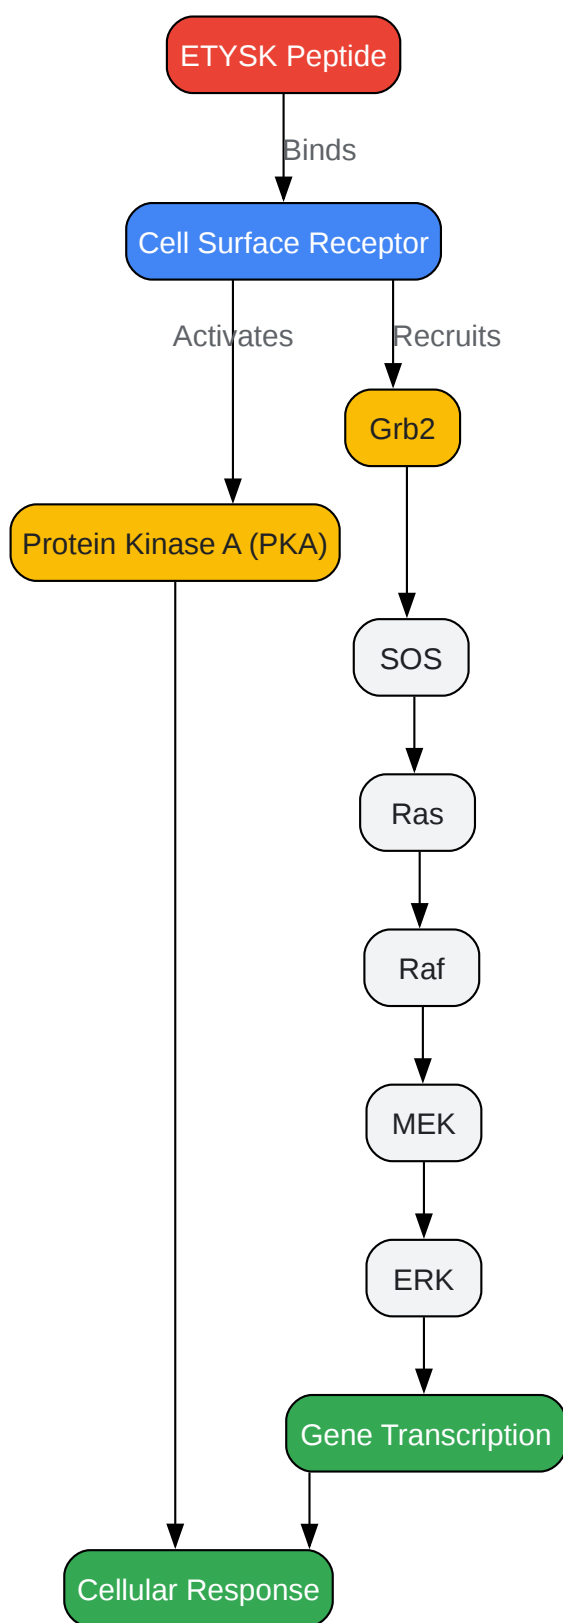 ETYSK Peptide
Binds
Cell Surface Receptor
Activates
Recruits
Grb2
Protein Kinase A (PKA)
SOS
Ras
Raf
MEK
ERK
Gene Transcription
Cellular Response